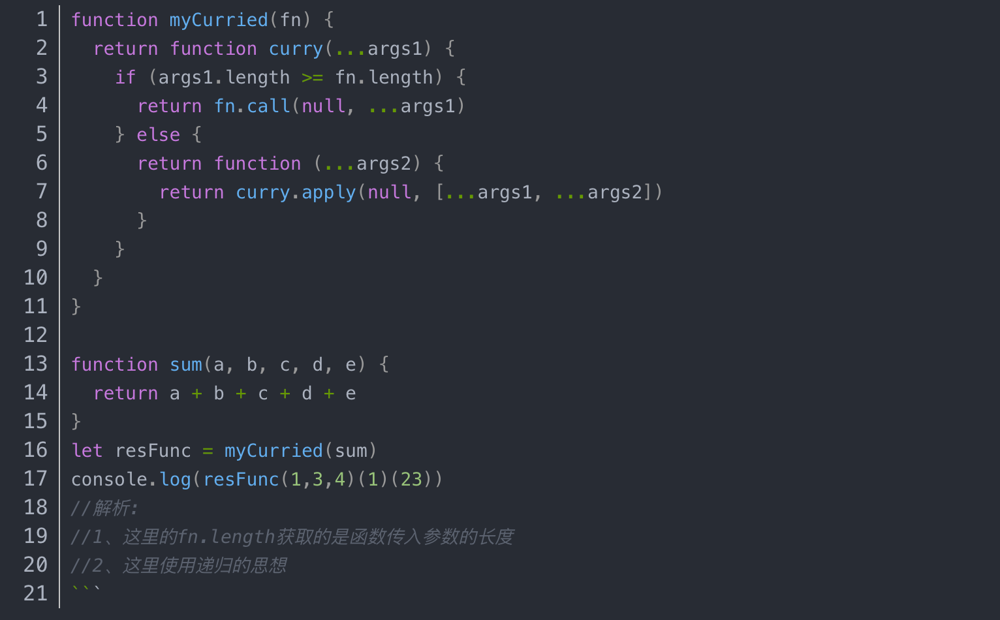 1 function myCurried(fn) {
2   return function curry(...args1) {
3     if (args1.length >= fn.length) {
4       return fn.call(null, ...args1)
5     } else {
6       return function (...args2) {
7         return curry.apply(null, [...args1, ...args2])
8       }
9     }
10   }
11 }
12
13 function sum(a, b, c, d, e) {
14   return a + b + c + d + e
15 }
16 let resFunc = myCurried(sum)
17 console.log(resFunc(1,3,4)(1)(23))
18 //解析:
19 //1、这里的fn.length获取的是函数传入参数的长度
20 //2、这里使用递归的思想
21 ```